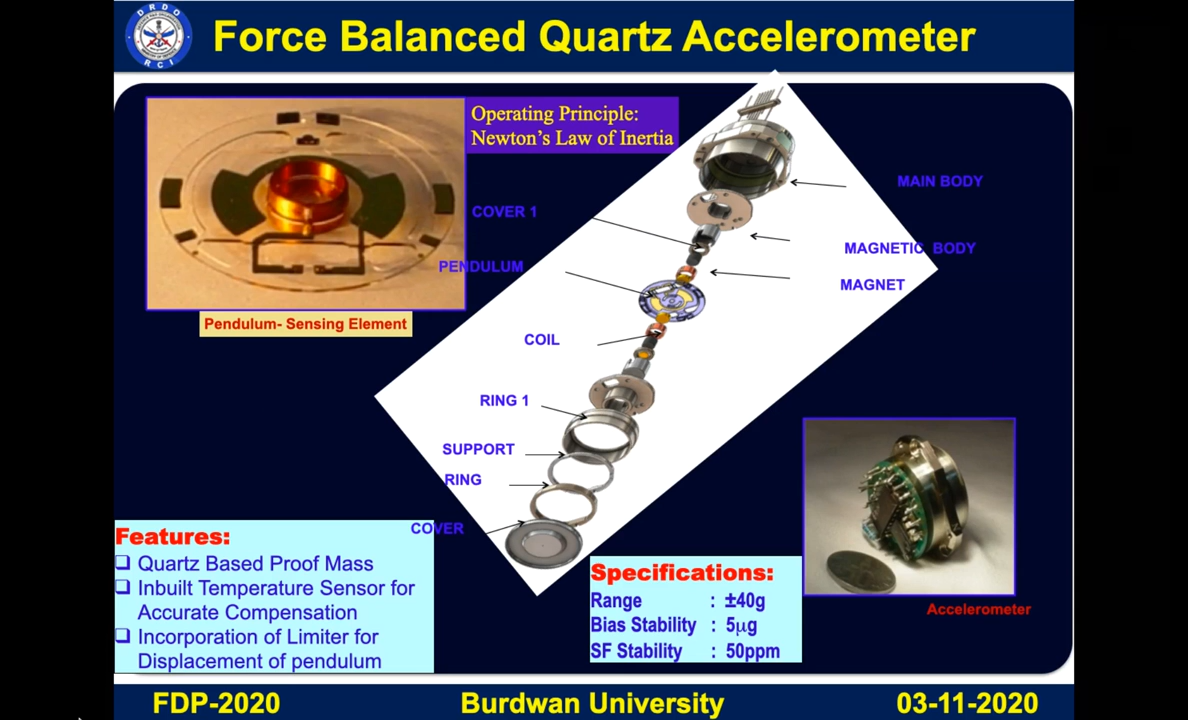 DRDO
RCI
Force Balanced Quartz Accelerometer
Operating Principle:
Newton's Law of Inertia
Pendulum- Sensing Element
MAIN BODY
COVER 1
MAGNETIC BODY
PENDULUM
MAGNET
COIL
RING 1
SUPPORT
RING
COVER
Features:
❑ Quartz Based Proof Mass
❑ Inbuilt Temperature Sensor for
Accurate Compensation
❑ Incorporation of Limiter for
Displacement of pendulum
Specifications:
Range : ±40g
Bias Stability : 5µg
SF Stability : 50ppm
Accelerometer
FDP-2020 Burdwan University 03-11-2020